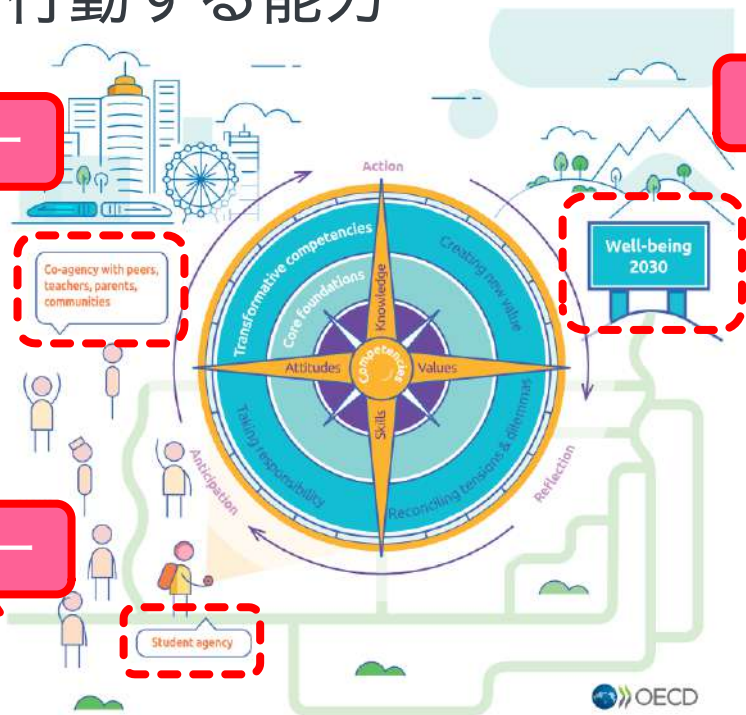 行動する能力
ー
Action
Well-being
2030
Co-agency with peers,
teachers, parents,
communities
Transformative competencies
Creating new value
Core foundations
Knowledge
Attitudes
Competencies
Values
Skills
Taking responsibility
Reconciling tensions & dilemmas
Anticipation
Reflection
ー
Student agency
OECD